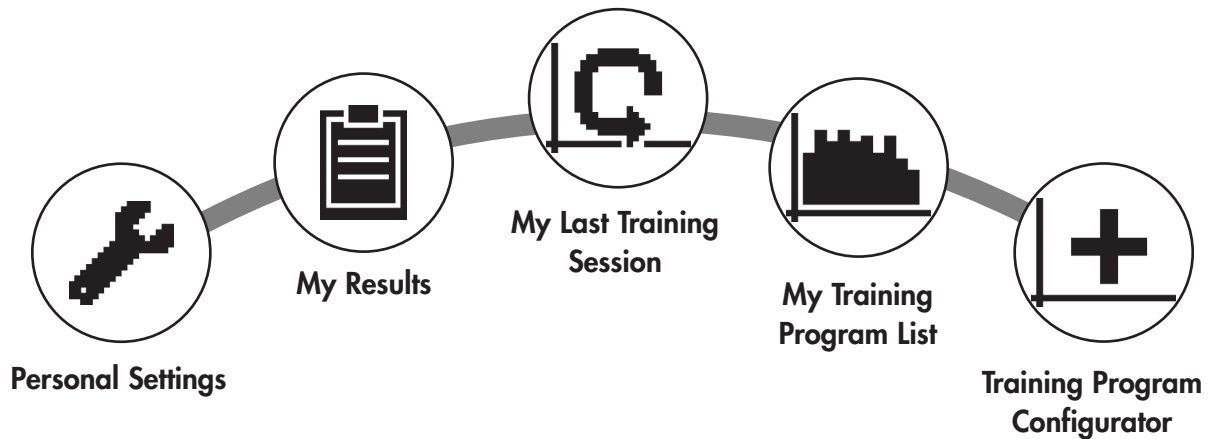 Personal Settings
My Results
My Last Training
Session
My Training
Program List
Training Program
Configurator